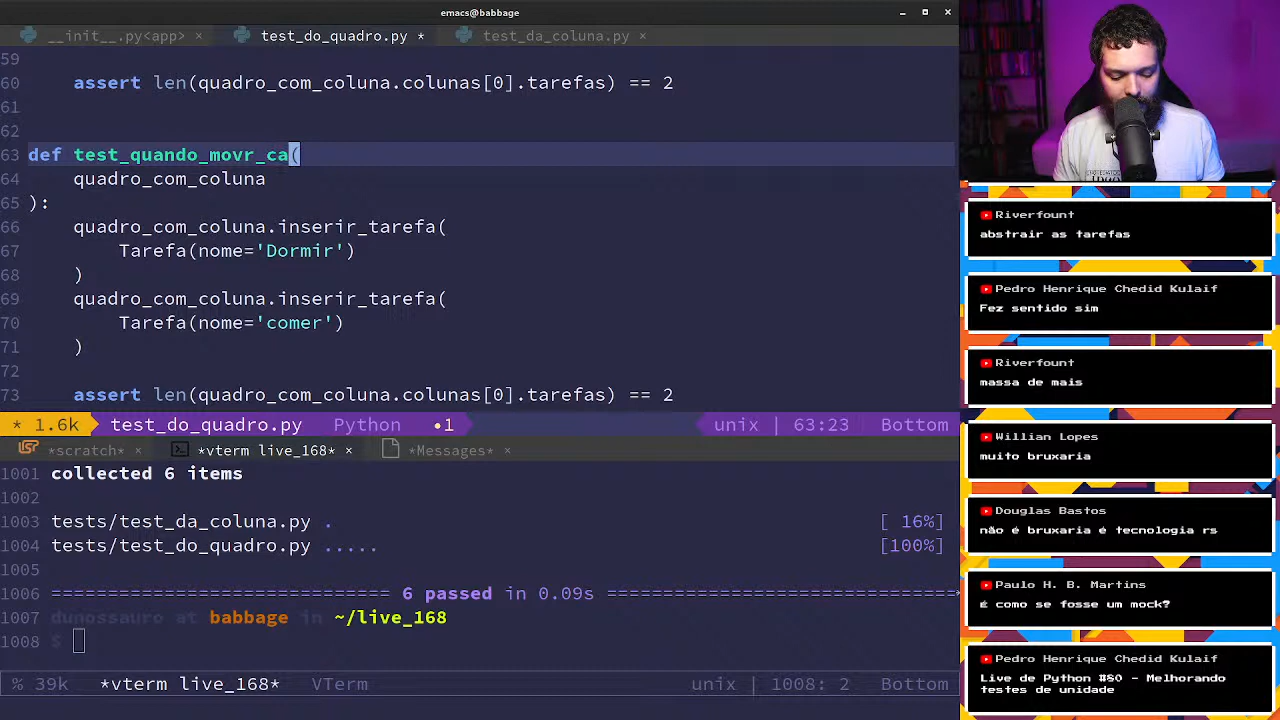 emacs@babbage
__init__.py<app> × test_do_quadro.py * test_da_coluna.py ×
59
60 assert len(quadro_com_coluna.colunas[0].tarefas) == 2
61
62
63 def test_quando_movr_ca(
64 quadro_com_coluna
65 ):
66 quadro_com_coluna.inserir_tarefa(
67 Tarefa(nome='Dormir')
68 )
69 quadro_com_coluna.inserir_tarefa(
70 Tarefa(nome='comer')
71 )
72
73 assert len(quadro_com_coluna.colunas[0].tarefas) == 2
* 1.6k test_do_quadro.py Python •1 unix | 63:23 Bottom
*scratch* × *vterm live_168* × *Messages* ×
1001 collected 6 items
1002
1003 tests/test_da_coluna.py . [ 16%]
1004 tests/test_do_quadro.py ..... [100%]
1005
1006 ============================== 6 passed in 0.09s ===============================
1007 dunossauro at babbage in ~/live_168
1008 $
% 39k *vterm live_168* VTerm unix | 1008: 2 Bottom
Riverfount
abstrair as tarefas
Pedro Henrique Chedid Kulaif
Fez sentido sim
Riverfount
massa de mais
Willian Lopes
muito bruxaria
Douglas Bastos
não é bruxaria é tecnologia rs
Paulo H. B. Martins
É como se fosse um mock?
Pedro Henrique Chedid Kulaif
Live de Python #80 - Melhorando
testes de unidade